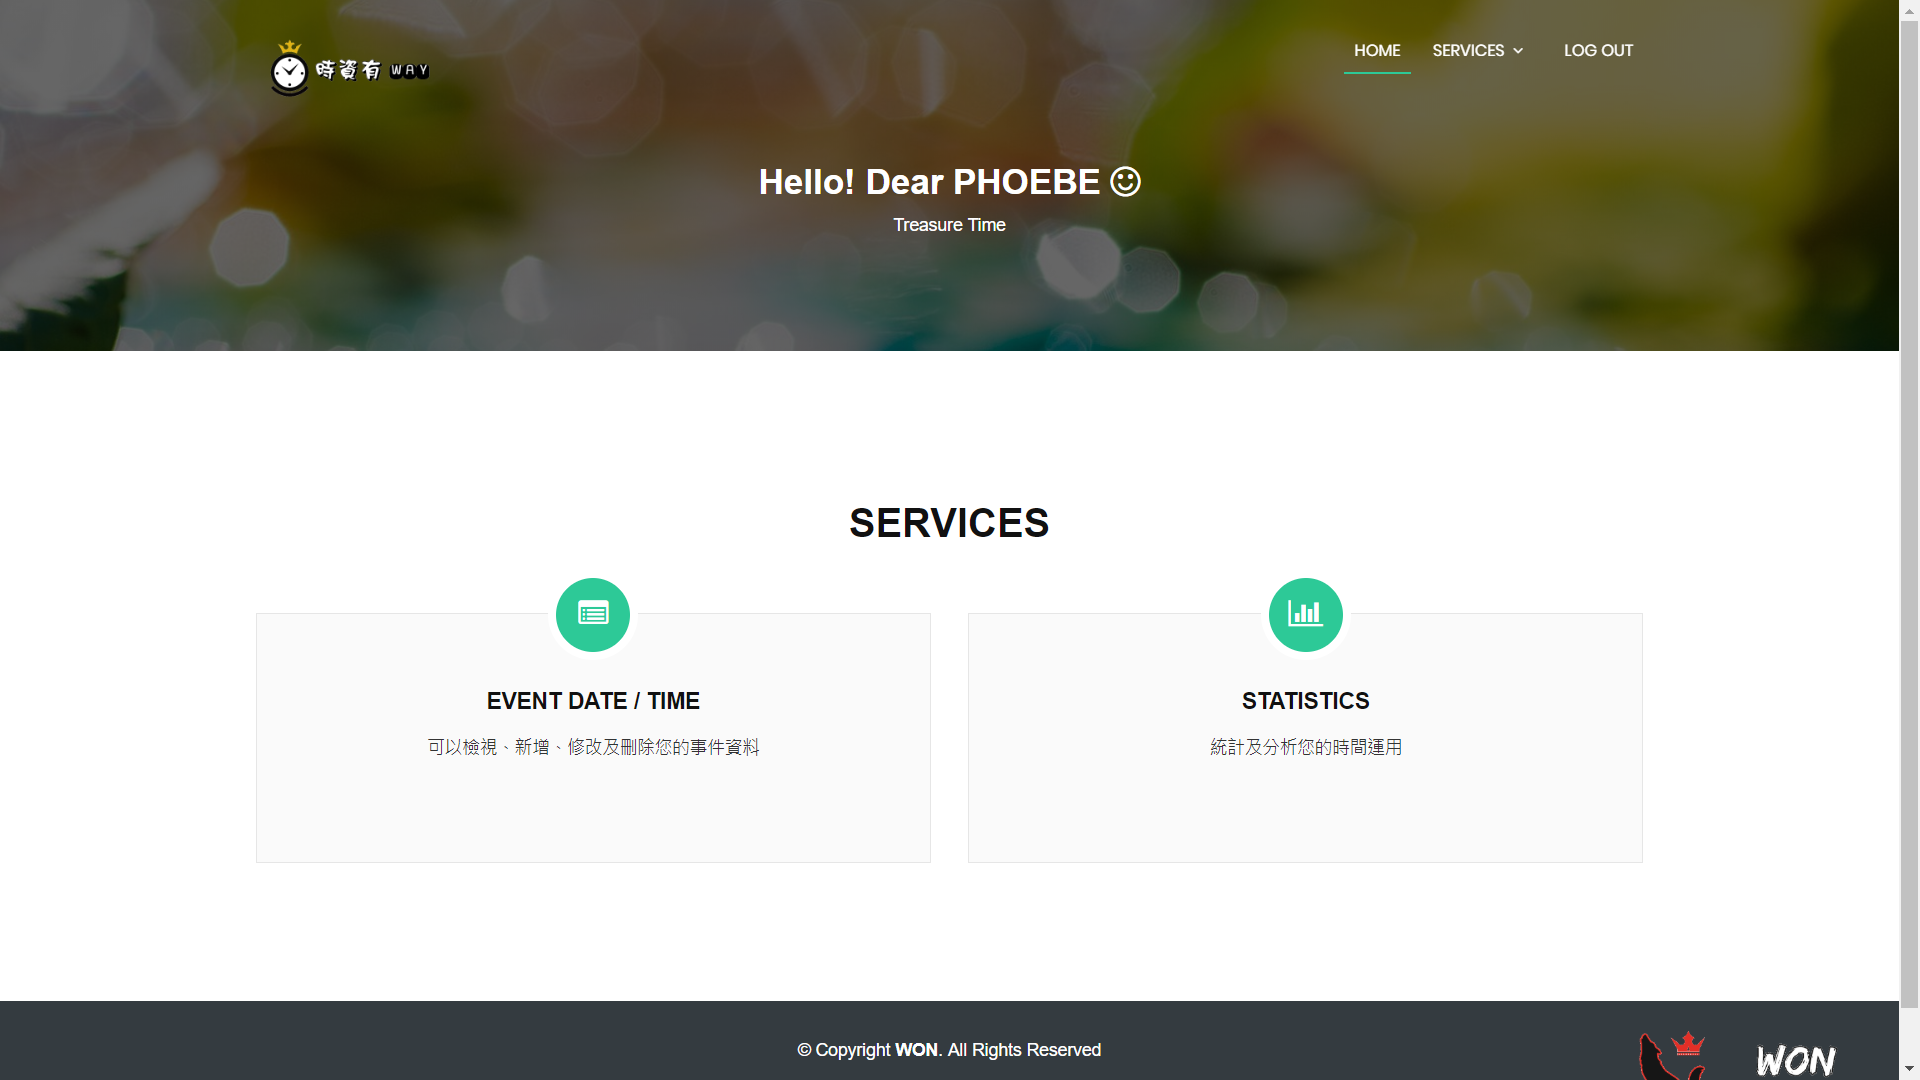 時資有 WAY
HOME SERVICES LOG OUT
Hello! Dear PHOEBE
Treasure Time
SERVICES
EVENT DATE / TIME
可以檢視、新增、修改及刪除您的事件資料
STATISTICS
統計及分析您的時間運用
© Copyright WON. All Rights Reserved
WON